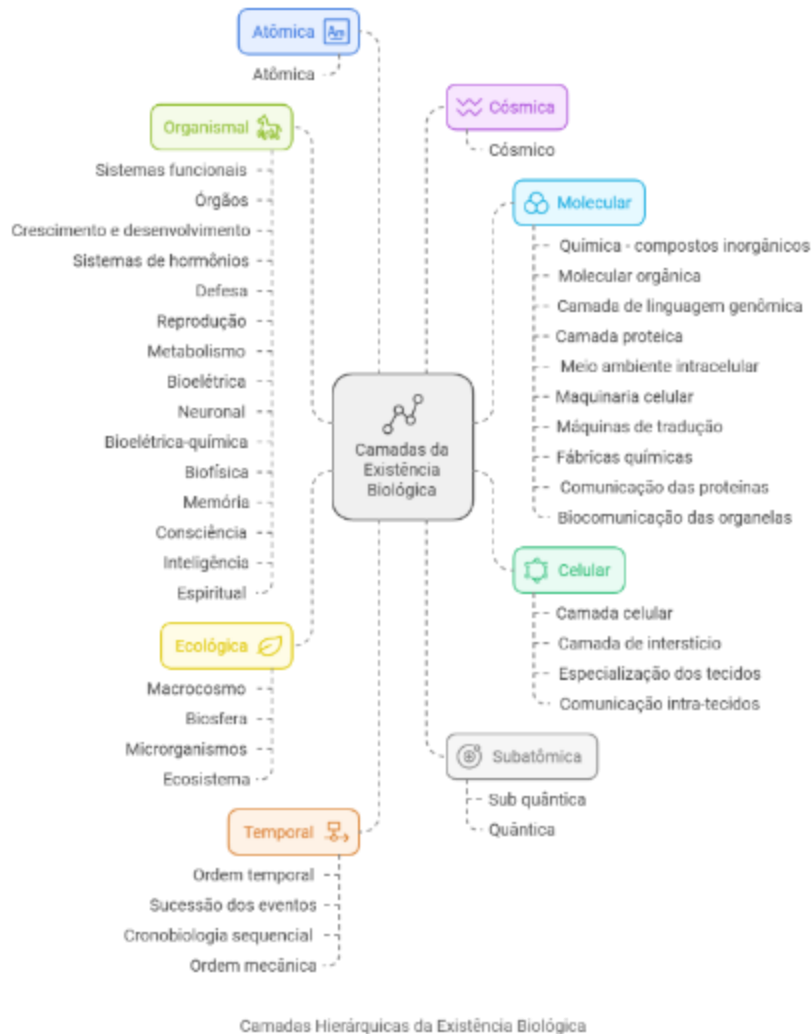 Atômica
Atômica
Organismal
Sistemas funcionais
Órgãos
Crescimento e desenvolvimento
Sistemas de hormônios
Defesa
Reprodução
Metabolismo
Bioelétrica
Neuronal
Bioelétrica-química
Biofísica
Memória
Consciência
Inteligência
Espiritual
Ecológica
Macrocosmo
Biosfera
Microrganismos
Ecosistema
Temporal
Ordem temporal
Sucessão dos eventos
Cronobiologia sequencial
Ordem mecânica
Camadas da
Existência
Biológica
Cósmica
Cósmico
Molecular
Química - compostos inorgânicos
Molecular orgânica
Camada de linguagem genômica
Camada proteica
Meio ambiente intracelular
Maquinaria celular
Máquinas de tradução
Fábricas químicas
Comunicação das proteinas
Biocomunicação das organelas
Celular
Camada celular
Camada de interstício
Especialização dos tecidos
Comunicação intra-tecidos
Subatômica
Sub quântica
Quântica
Camadas Hierárquicas da Existência Biológica